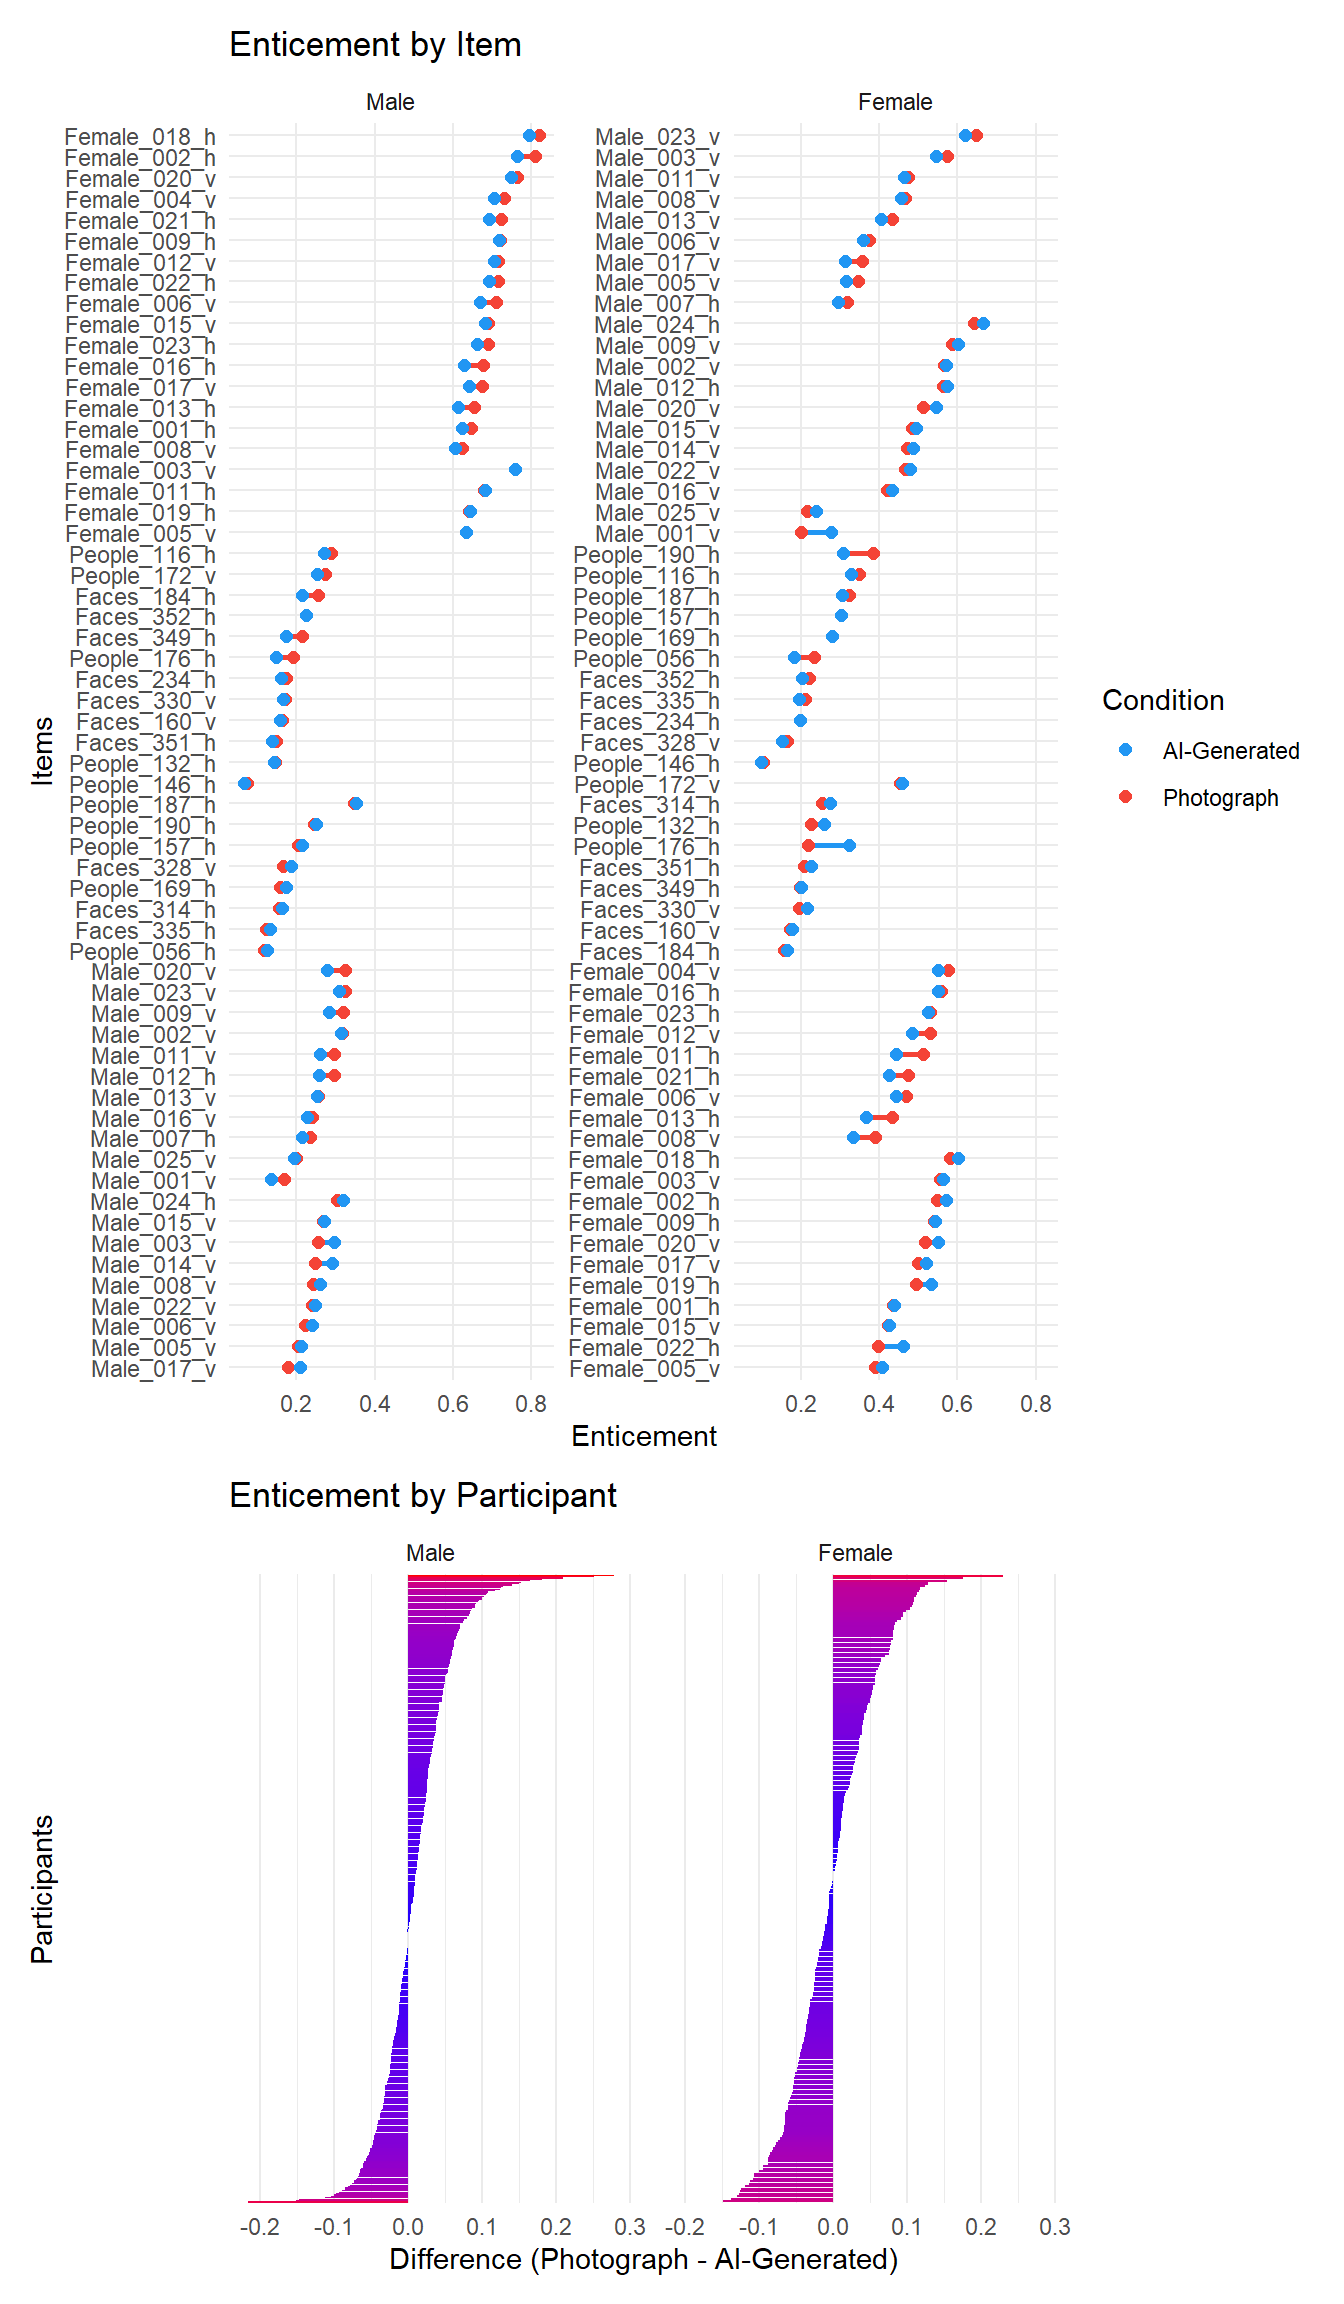 Enticement by Item
Male
Female
Items
Female_018_h
Female_002_h
Female_020_v
Female_004_v
Female_021_h
Female_009_h
Female_012_v
Female_022_h
Female_006_v
Female_015_v
Female_023_h
Female_016_h
Female_017_v
Female_013_h
Female_001_h
Female_008_v
Female_003_v
Female_011_h
Female_019_h
Female_005_v
People_116_h
People_172_v
Faces_184_h
Faces_352_h
Faces_349_h
People_176_h
Faces_234_h
Faces_330_v
Faces_160_v
Faces_351_h
People_132_h
People_146_h
People_187_h
People_190_h
People_157_h
Faces_328_v
People_169_h
Faces_314_h
Faces_335_h
People_056_h
Male_020_v
Male_023_v
Male_009_v
Male_002_v
Male_011_v
Male_012_h
Male_013_v
Male_016_v
Male_007_h
Male_025_v
Male_001_v
Male_024_h
Male_015_v
Male_003_v
Male_014_v
Male_008_v
Male_022_v
Male_006_v
Male_005_v
Male_017_v
0.2 0.4 0.6 0.8
Male_023_v
Male_003_v
Male_011_v
Male_008_v
Male_013_v
Male_006_v
Male_017_v
Male_005_v
Male_007_h
Male_024_h
Male_009_v
Male_002_v
Male_012_h
Male_020_v
Male_015_v
Male_014_v
Male_022_v
Male_016_v
Male_025_v
Male_001_v
People_190_h
People_116_h
People_187_h
People_157_h
People_169_h
People_056_h
Faces_352_h
Faces_335_h
Faces_234_h
Faces_328_v
People_146_h
People_172_v
Faces_314_h
People_132_h
People_176_h
Faces_351_h
Faces_349_h
Faces_330_v
Faces_160_v
Faces_184_h
Female_004_v
Female_016_h
Female_023_h
Female_012_v
Female_011_h
Female_021_h
Female_006_v
Female_013_h
Female_008_v
Female_018_h
Female_003_v
Female_002_h
Female_009_h
Female_020_v
Female_017_v
Female_019_h
Female_001_h
Female_015_v
Female_022_h
Female_005_v
0.2 0.4 0.6 0.8
Enticement
Condition
AI-Generated
Photograph
Enticement by Participant
Male
Female
Participants
-0.2 -0.1 0.0 0.1 0.2 0.3
-0.2 -0.1 0.0 0.1 0.2 0.3
Difference (Photograph - AI-Generated)